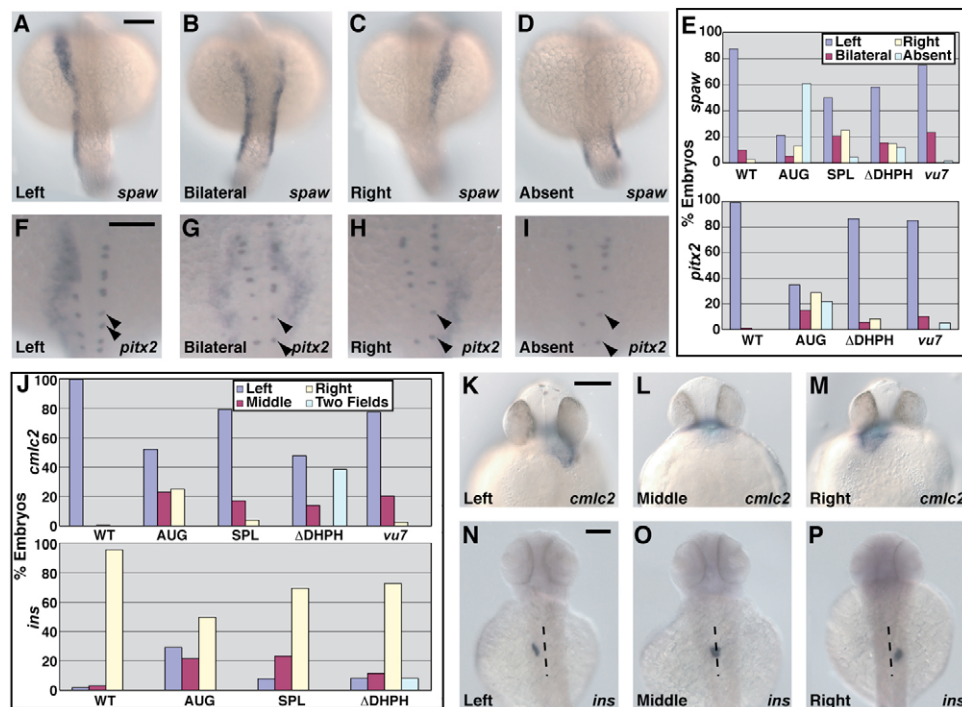 A
Left
spaw
B
Bilateral
spaw
C
Right
spaw
D
Absent
spaw
E
100
80
60
40
20
0
spaw
Left
Right
Bilateral
Absent
WT
AUG
SPL
ΔDHPH
vu7
% Embryos
100
80
60
40
20
0
pitx2
WT
AUG
ΔDHPH
vu7
F
Left
pitx2
G
Bilateral
pitx2
H
Right
pitx2
I
Absent
pitx2
J
100
80
60
40
20
0
cmlc2
Left
Right
Middle
Two Fields
WT
AUG
SPL
ΔDHPH
vu7
% Embryos
100
80
60
40
20
0
ins
WT
AUG
SPL
ΔDHPH
K
Left
cmlc2
L
Middle
cmlc2
M
Right
cmlc2
N
Left
ins
O
Middle
ins
P
Right
ins